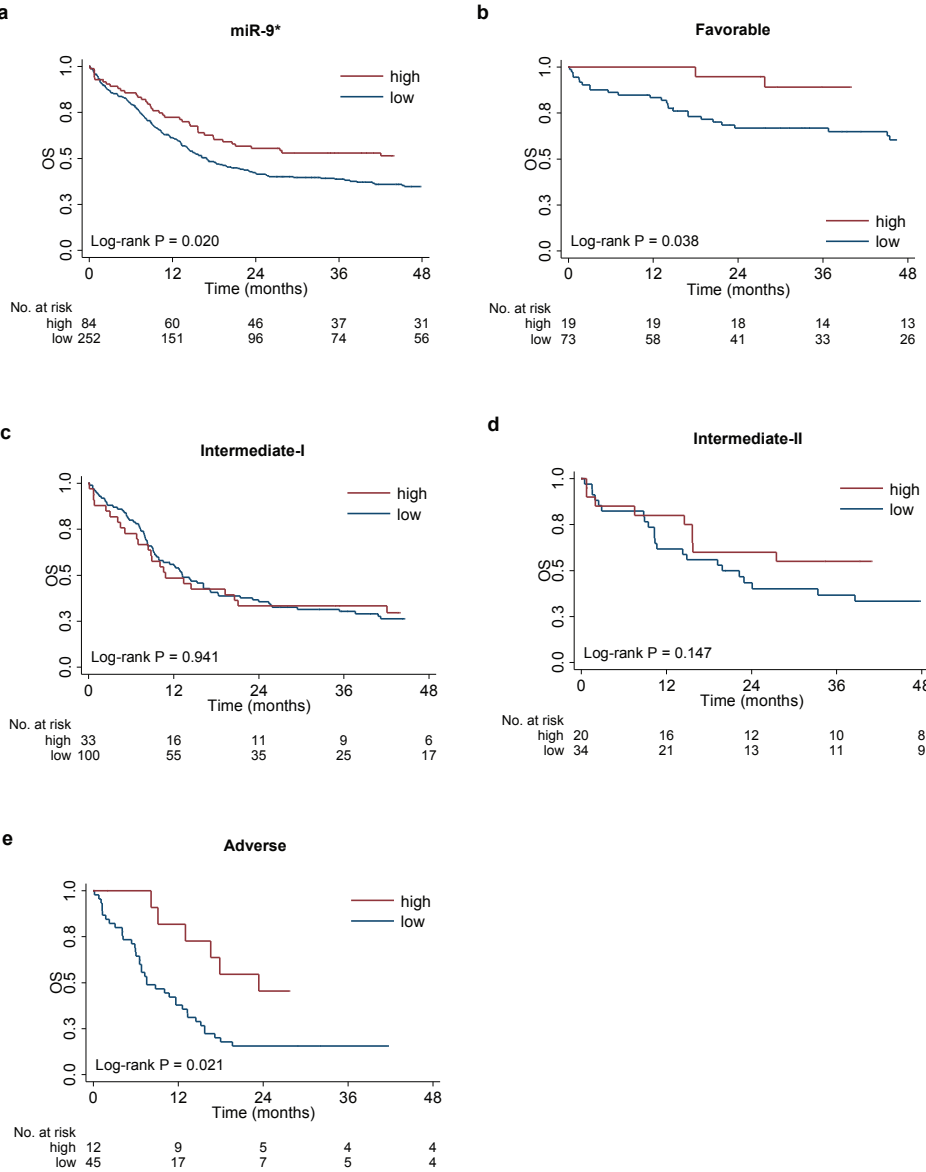 a
miR-9*
OS
1.0
0.8
0.5
0.3
0.0
high
low
Log-rank P = 0.020
0 12 24 36 48
Time (months)
No. at risk
high 84 60 46 37 31
low 252 151 96 74 56
b
Favorable
OS
1.0
0.8
0.5
0.3
0.0
high
low
Log-rank P = 0.038
0 12 24 36 48
Time (months)
No. at risk
high 19 19 18 14 13
low 73 58 41 33 26
c
Intermediate-I
OS
1.0
0.8
0.5
0.3
0.0
high
low
Log-rank P = 0.941
0 12 24 36 48
Time (months)
No. at risk
high 33 16 11 9 6
low 100 55 35 25 17
d
Intermediate-II
OS
1.0
0.8
0.5
0.3
0.0
high
low
Log-rank P = 0.147
0 12 24 36 48
Time (months)
No. at risk
high 20 16 12 10 8
low 34 21 13 11 9
e
Adverse
OS
1.0
0.8
0.5
0.3
0.0
high
low
Log-rank P = 0.021
0 12 24 36 48
Time (months)
No. at risk
high 12 9 5 4 4
low 45 17 7 5 4